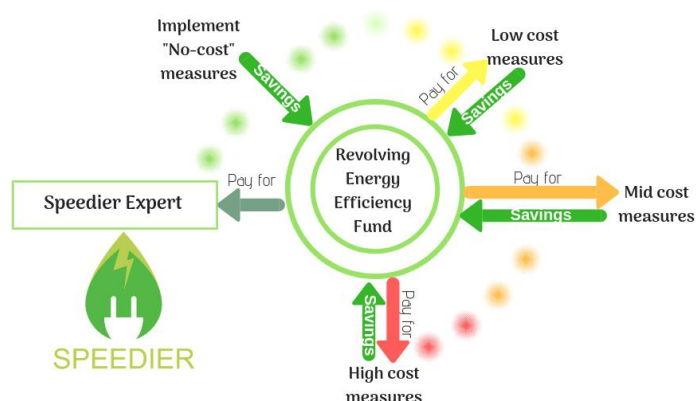 Implement
"No-cost"
measures
Savings
Low cost
measures
Pay for
Savings
Revolving
Energy
Efficiency
Fund
Pay for
Speedier Expert
Pay for
Savings
Mid cost
measures
Savings
Pay for
High cost
measures
SPEEDIER